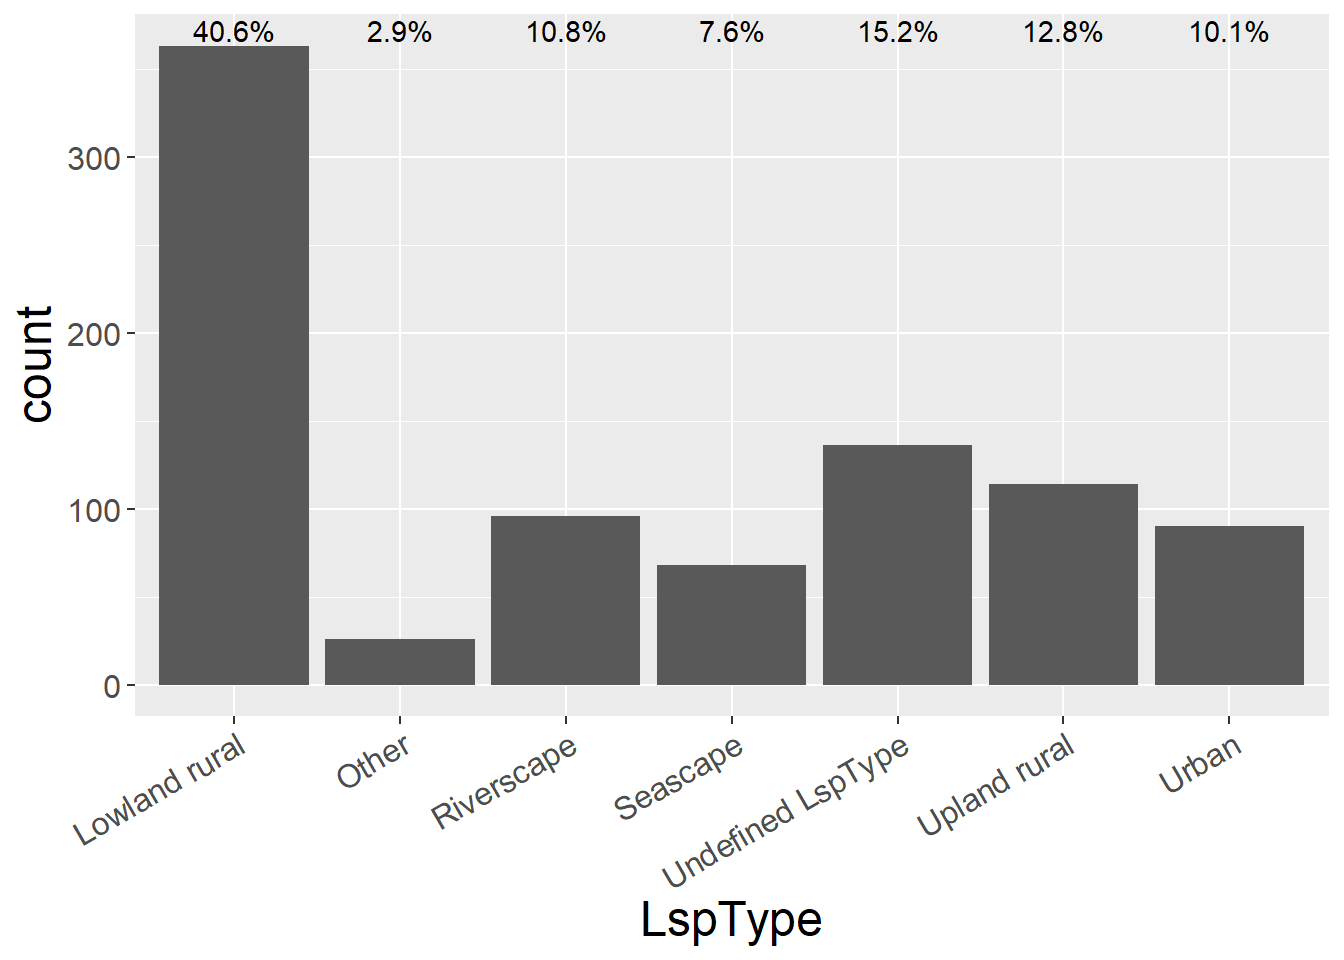 40.6% 2.9% 10.8% 7.6% 15.2% 12.8% 10.1%
300
200
100
0
count
Lowland rural
Other
Riverscape
Seascape
Undefined LspType
Upland rural
Urban
LspType